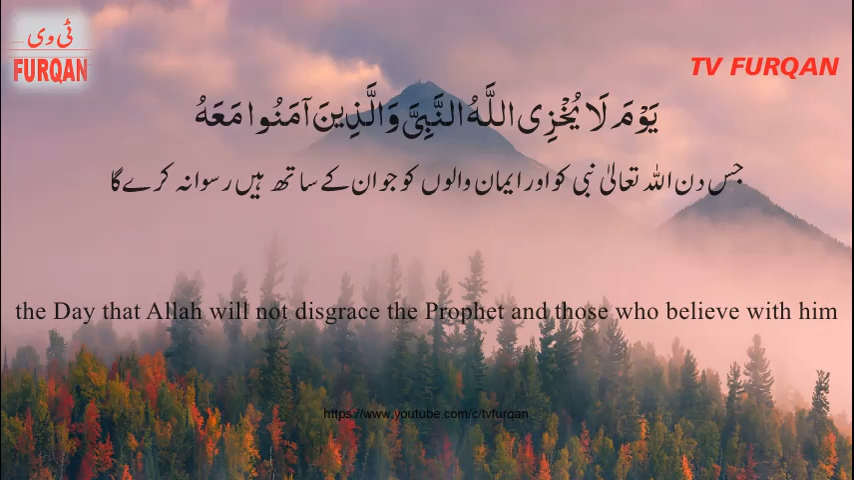 ٹی وی
FURQAN
TV FURQAN
يَوْمَ لَا يُخْزِى اللَّهُ النَّبِىَّ وَالَّذِينَ آمَنُوا مَعَهُ
جس دن اللہ تعالیٰ نبی کو اور ایمان والوں کو جو ان کے ساتھ ہیں رسوا نہ کرے گا
the Day that Allah will not disgrace the Prophet and those who believe with him
https://www.youtube.com/c/tvfurqan